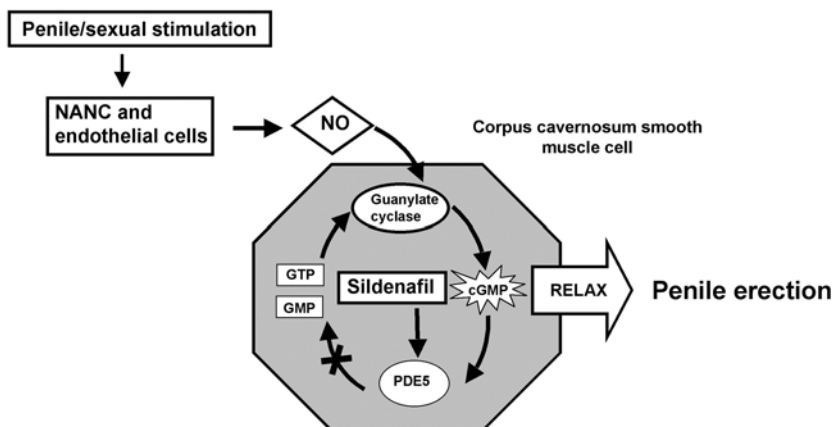 Penile/sexual stimulation
NANC and
endothelial cells
NO
Corpus cavernosum smooth
muscle cell
Guanylate
cyclase
GTP
GMP
Sildenafil
cGMP
RELAX
Penile erection
PDE5